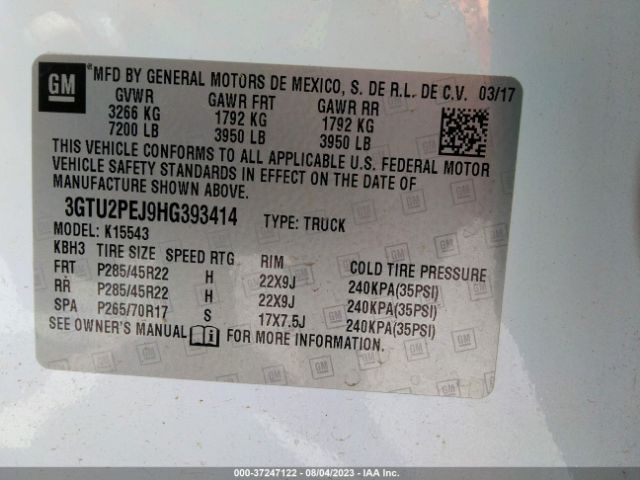 GM ® MFD BY GENERAL MOTORS DE MEXICO, S. DE R.L. DE C.V. 03/17
GVWR GAWR FRT GAWR RR
3266 KG 1792 KG 1792 KG
7200 LB 3950 LB 3950 LB
THIS VEHICLE CONFORMS TO ALL APPLICABLE U.S. FEDERAL MOTOR
VEHICLE SAFETY STANDARDS IN EFFECT ON THE DATE OF
MANUFACTURE SHOWN ABOVE.
3GTU2PEJ9HG393414 TYPE: TRUCK
MODEL: K15543
KBH3 TIRE SIZE SPEED RTG RIM COLD TIRE PRESSURE
FRT P285/45R22 H 22X9J 240KPA(35PSI)
RR P285/45R22 H 22X9J 240KPA(35PSI)
SPA P265/70R17 S 17X7.5J 240KPA(35PSI)
SEE OWNER'S MANUAL FOR MORE INFORMATION.
000-37247122 - 08/04/2023 - IAA Inc.